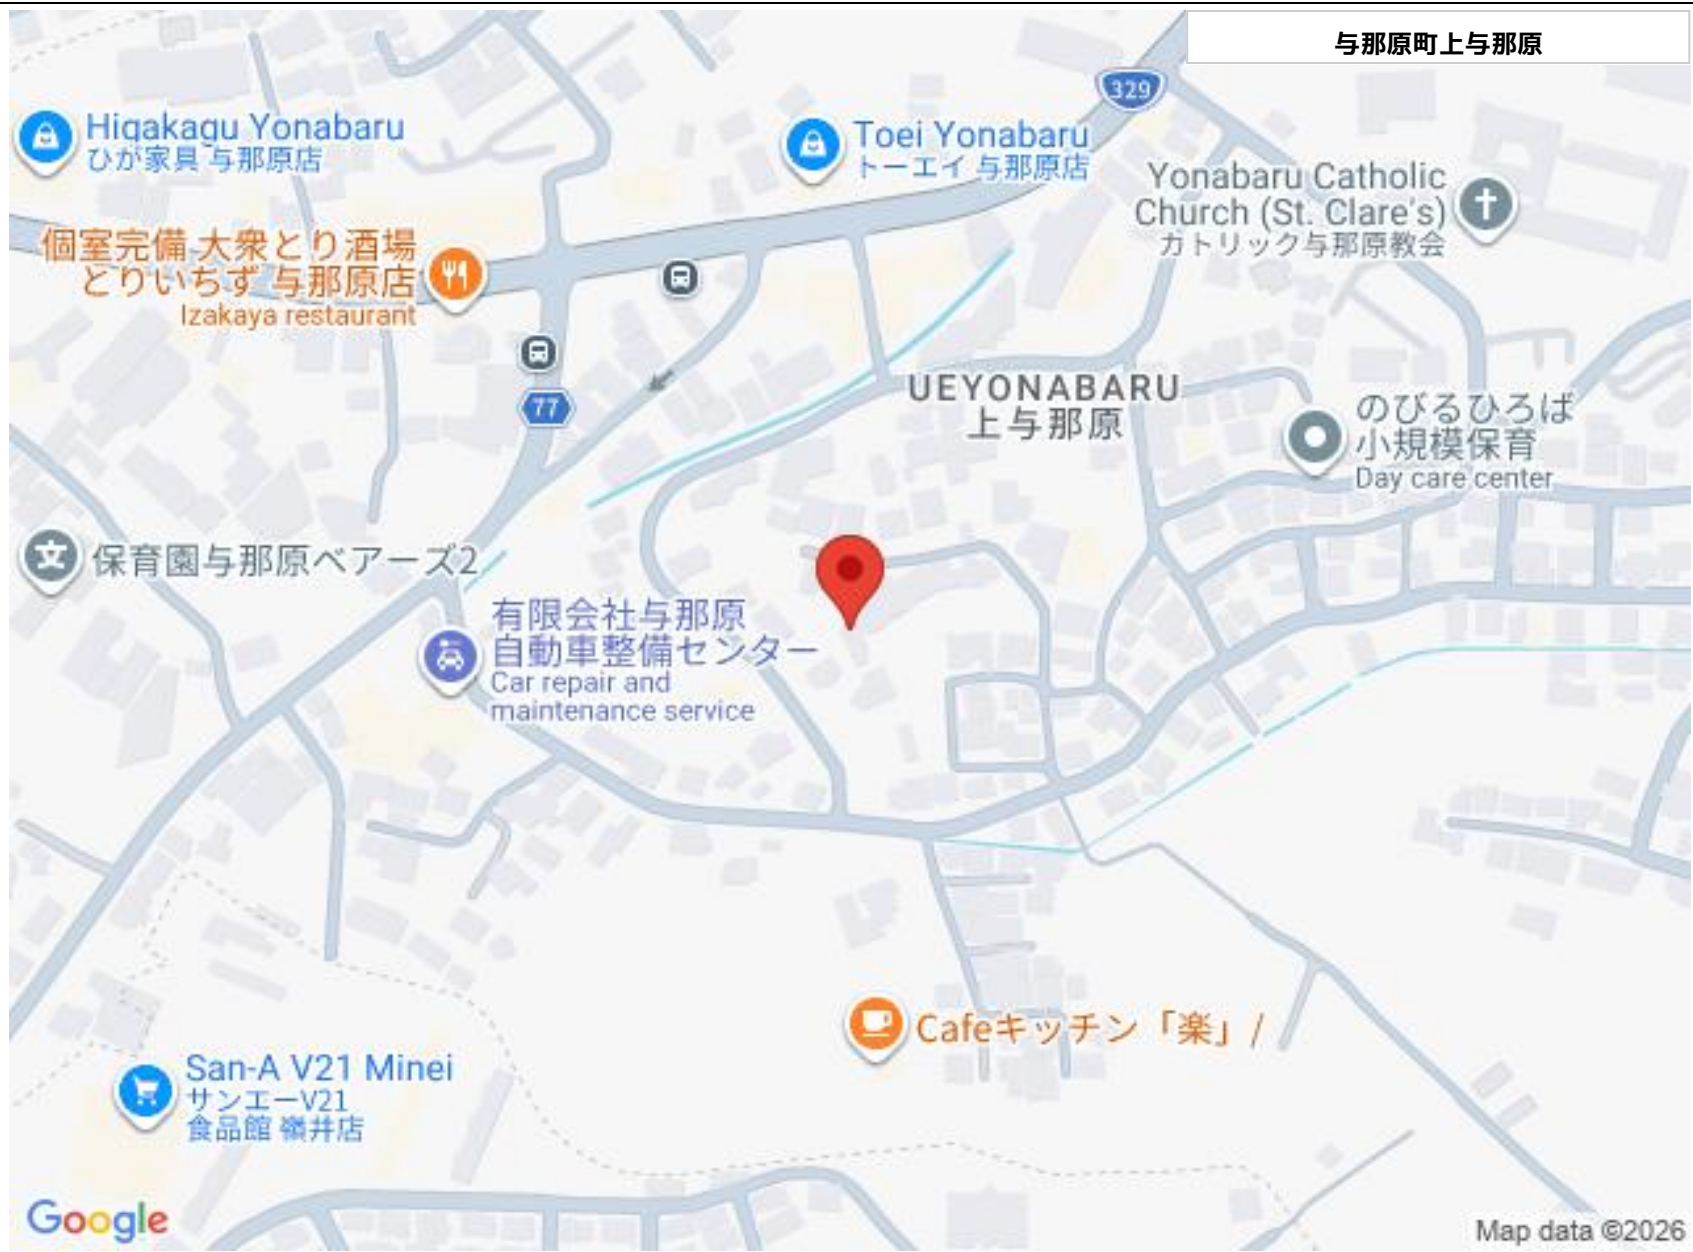 与那原町上与那原
329
Higakagu Yonabaru
ひが家具 与那原店
Toei Yonabaru
トーエイ 与那原店
Yonabaru Catholic
Church (St. Clare's)
カトリック与那原教会
個室完備 大衆とり酒場
とりいちず 与那原店
Izakaya restaurant
77
UEYONABARU
上与那原
のびるひろば
小規模保育
Day care center
保育園与那原ベアーズ2
有限会社与那原
自動車整備センター
Car repair and
maintenance service
Cafeキッチン「楽」/
San-A V21 Minei
サンエーV21
食品館 嶺井店
Google
Map data ©2026